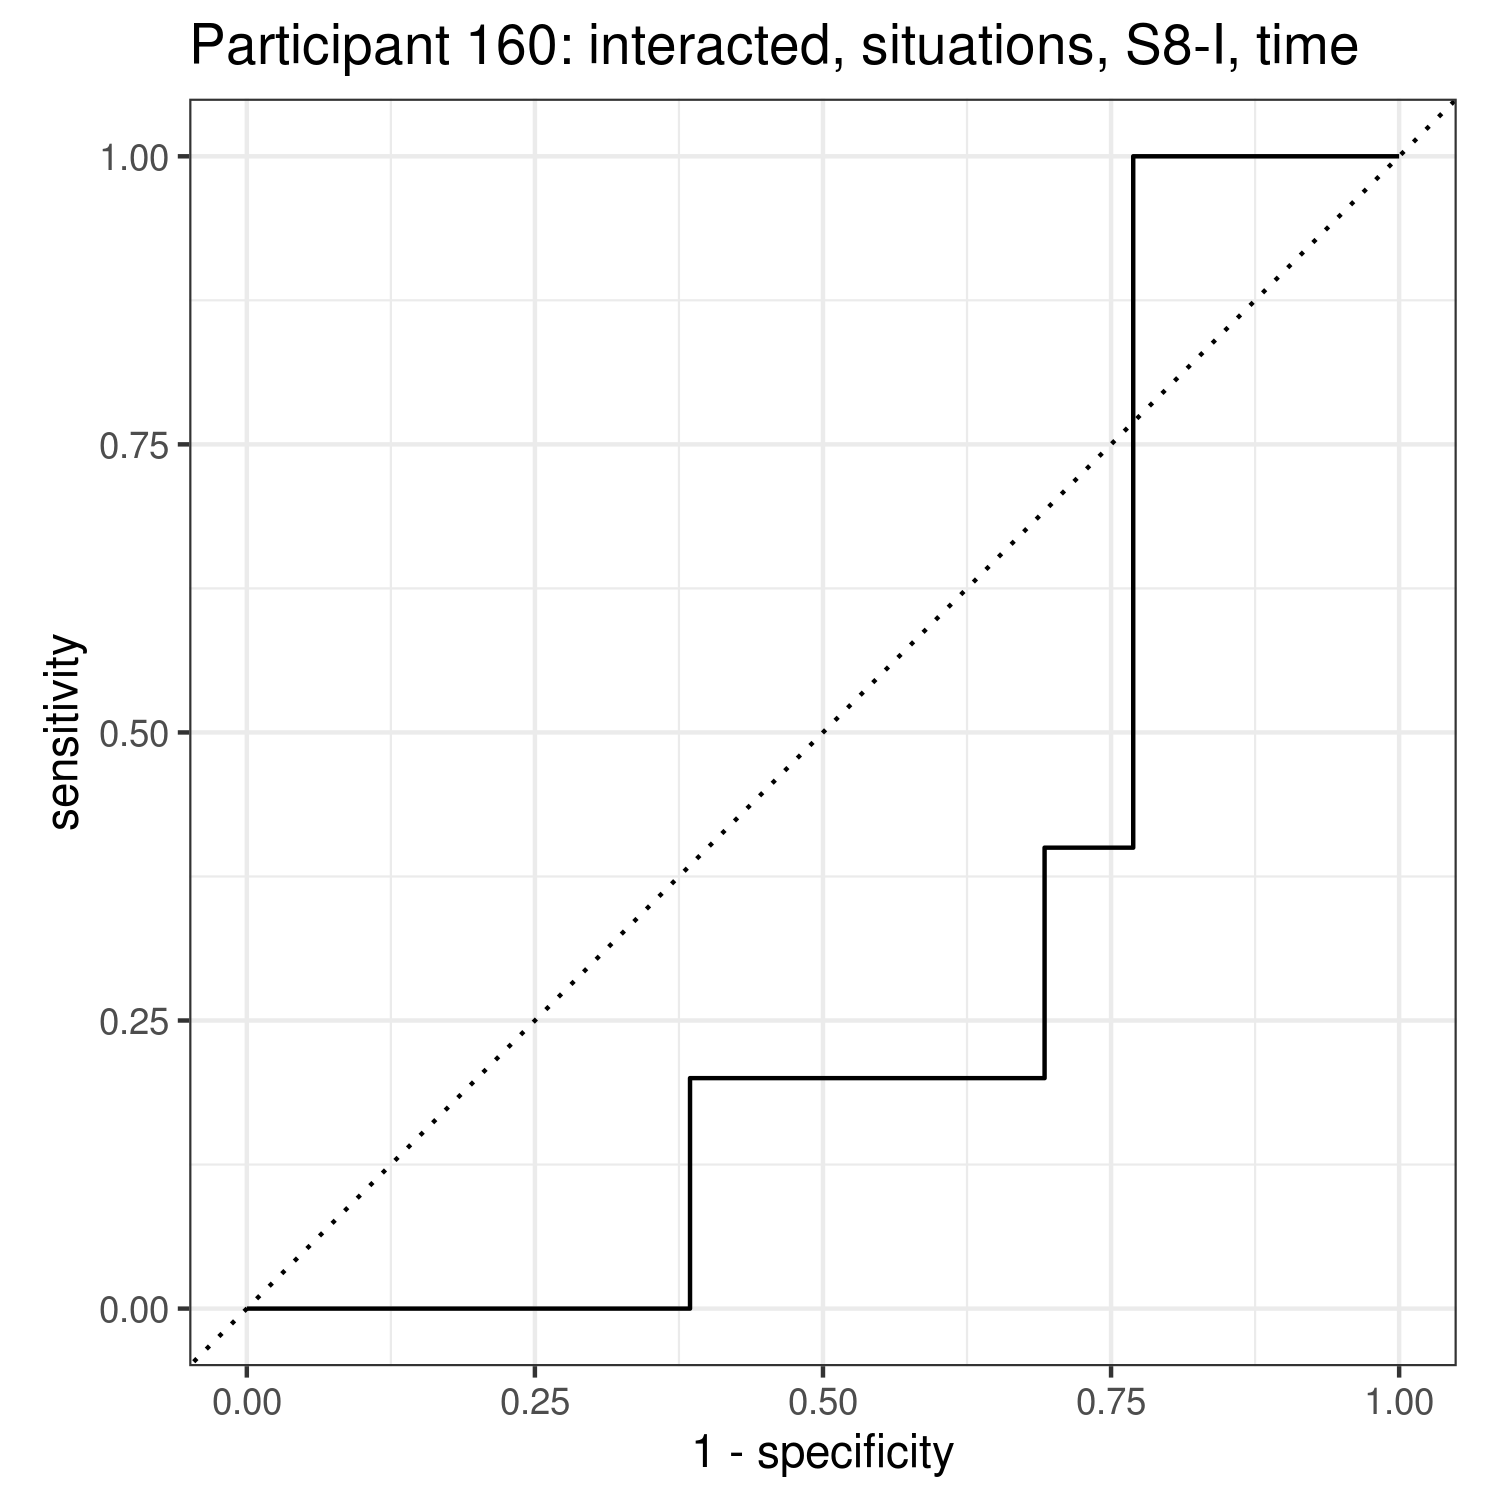 Participant 160: interacted, situations, S8-I, time
1.00
0.75
0.50
0.25
0.00
sensitivity
0.00 0.25 0.50 0.75 1.00
1 - specificity